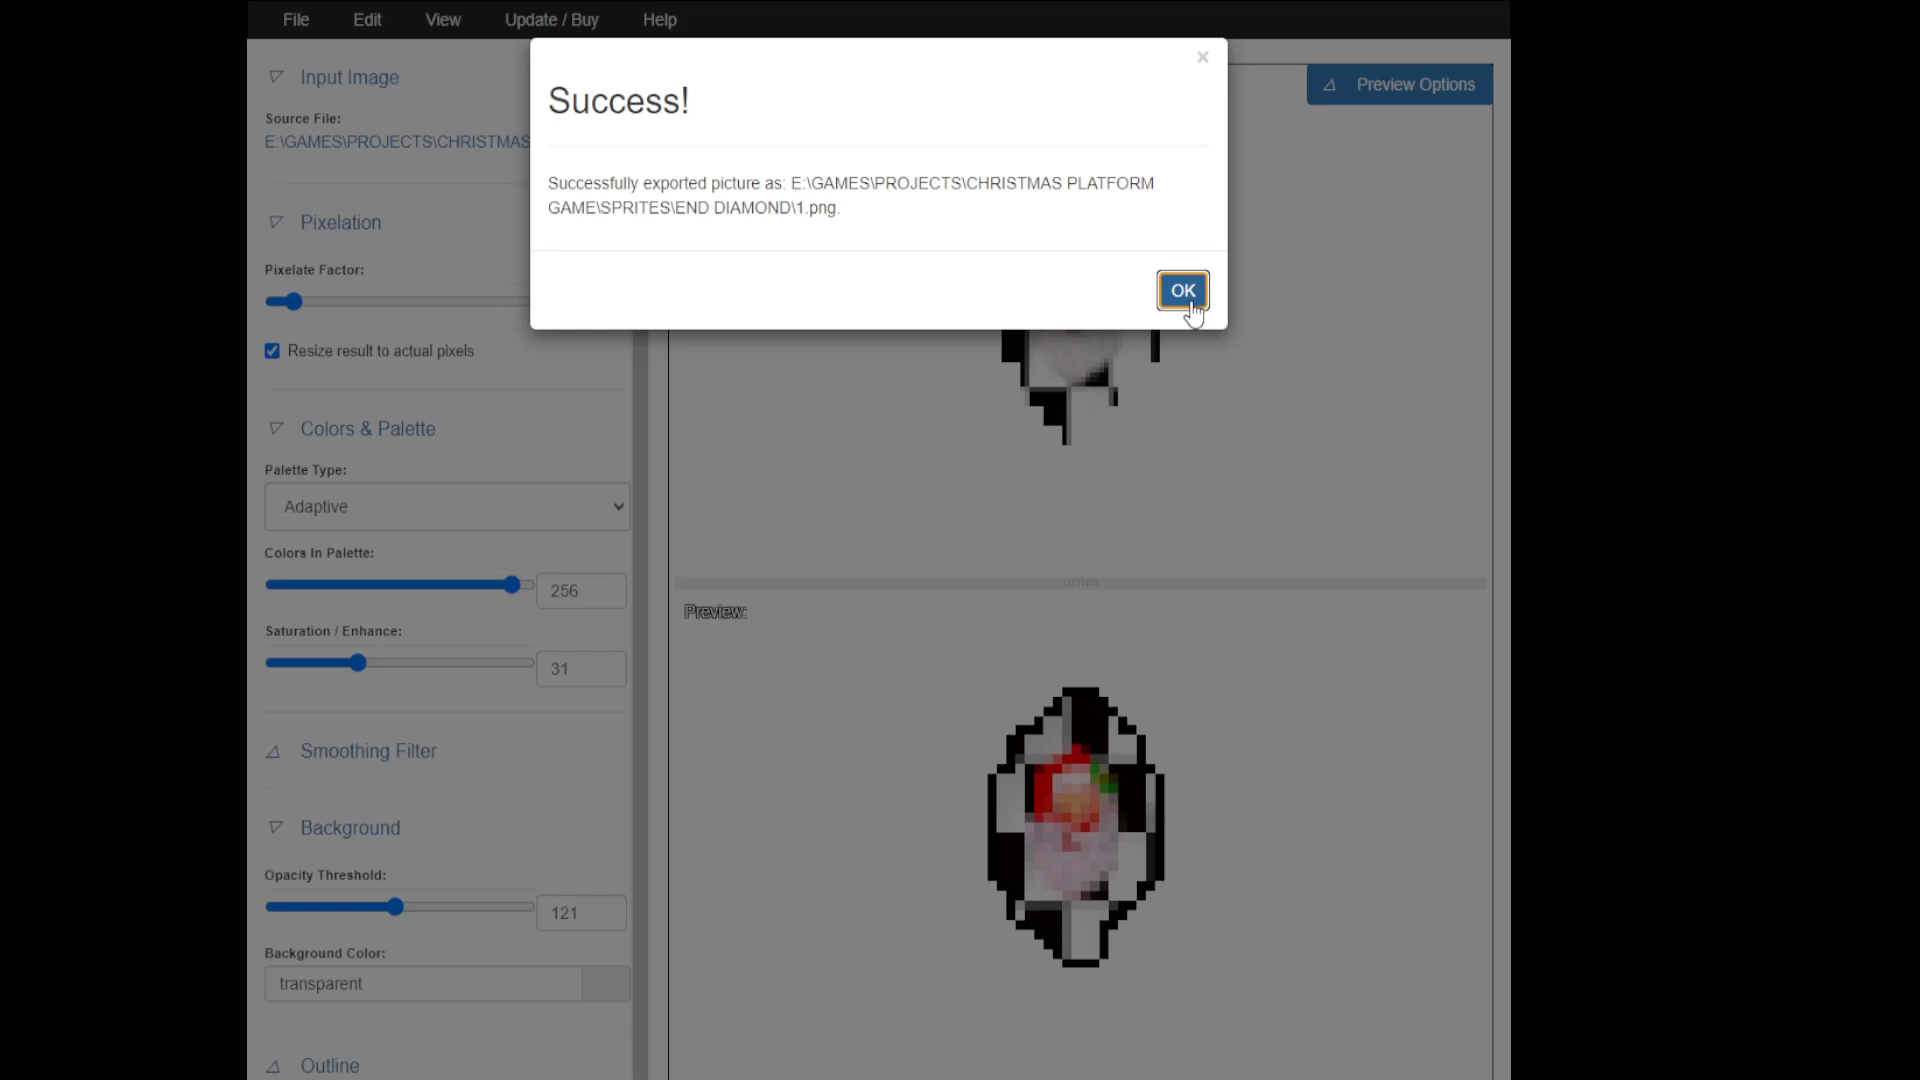 File Edit View Update / Buy Help
×
Success!
Successfully exported picture as: E:\GAMES\PROJECTS\CHRISTMAS PLATFORM
GAME\SPRITES\END DIAMOND\1.png.
OK
Preview Options
Input Image
Source File:
E:\GAMES\PROJECTS\CHRISTMAS
Pixelation
Pixelate Factor:
Resize result to actual pixels
Colors & Palette
Palette Type:
Adaptive
Colors In Palette:
256
Saturation / Enhance:
31
Smoothing Filter
Background
Opacity Threshold:
121
Background Color:
transparent
Outline
Preview: